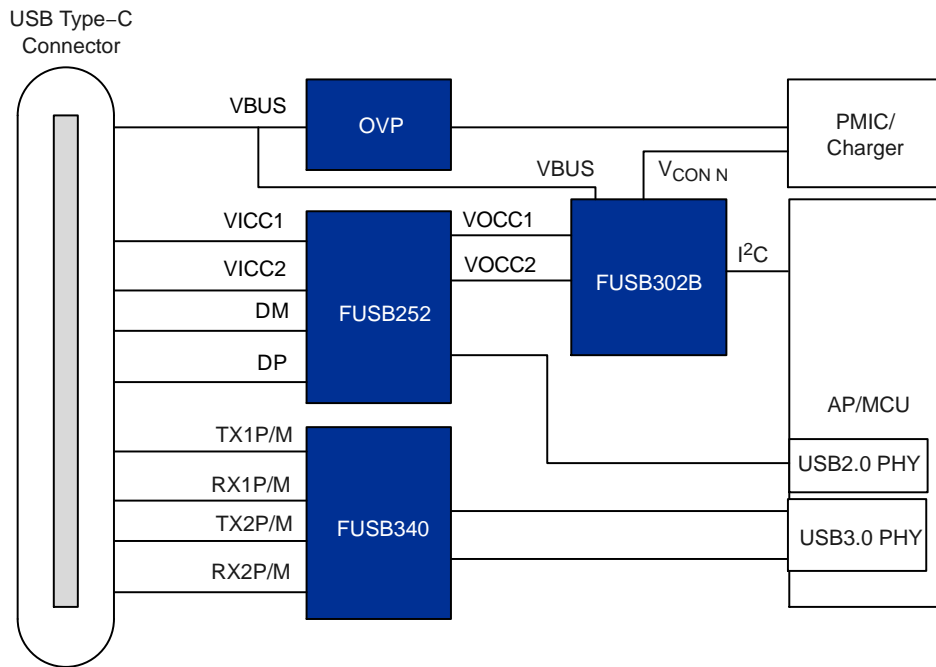 USB Type−C
Connector
VBUS
OVP
PMIC/
Charger
VBUS
VCON N
VICC1
VOCC1
VICC2
VOCC2
I2C
FUSB302B
DM
FUSB252
DP
AP/MCU
TX1P/M
USB2.0 PHY
RX1P/M
TX2P/M
FUSB340
USB3.0 PHY
RX2P/M